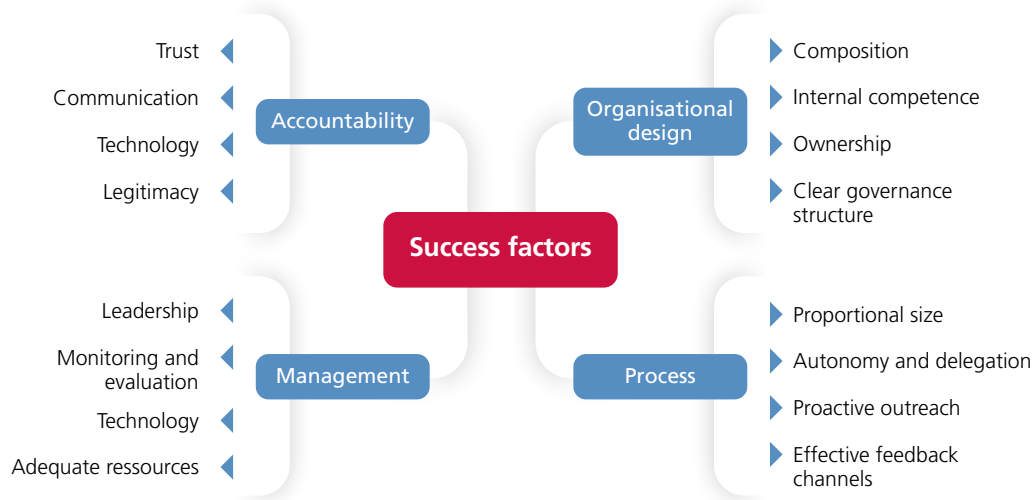 Trust
Communication
Technology
Legitimacy
Accountability
Organisational
design
Composition
Internal competence
Ownership
Clear governance
structure
Success factors
Leadership
Monitoring and
evaluation
Technology
Adequate ressources
Management
Process
Proportional size
Autonomy and delegation
Proactive outreach
Effective feedback
channels